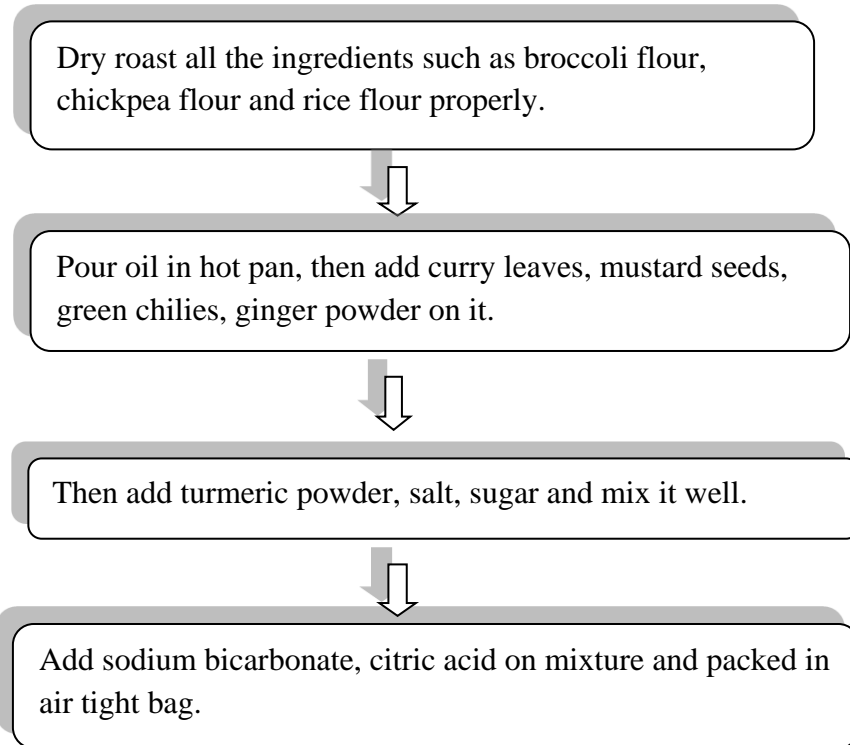 Dry roast all the ingredients such as broccoli flour,
chickpea flour and rice flour properly.
Pour oil in hot pan, then add curry leaves, mustard seeds,
green chilies, ginger powder on it.
Then add turmeric powder, salt, sugar and mix it well.
Add sodium bicarbonate, citric acid on mixture and packed in
air tight bag.